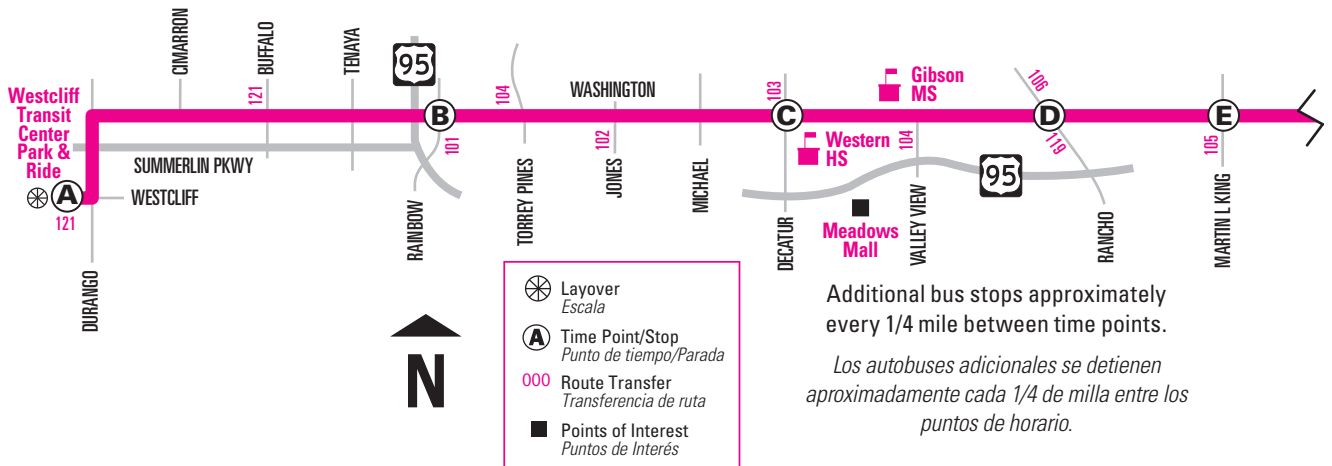 CIMARRON
BUFFALO
TENAYA
95
Westcliff
Transit
Center
Park &
Ride
121
B
101
104
WASHINGTON
102
103
C
Gibson
MS
Western
HS
104
106
D
119
E
105
SUMMERLIN PKWY
A
WESTCLIFF
121
DURANGO
RAINBOW
TORREY PINES
JONES
MICHAEL
DECATUR
Meadows
Mall
VALLEY VIEW
95
RANCHO
MARTIN L KING
N
Layover
Escala
A
Time Point/Stop
Punto de tiempo/Parada
000 Route Transfer
Transferencia de ruta
Points of Interest
Puntos de Interés
Additional bus stops approximately
every 1/4 mile between time points.
Los autobuses adicionales se detienen
aproximadamente cada 1/4 de milla entre los
puntos de horario.